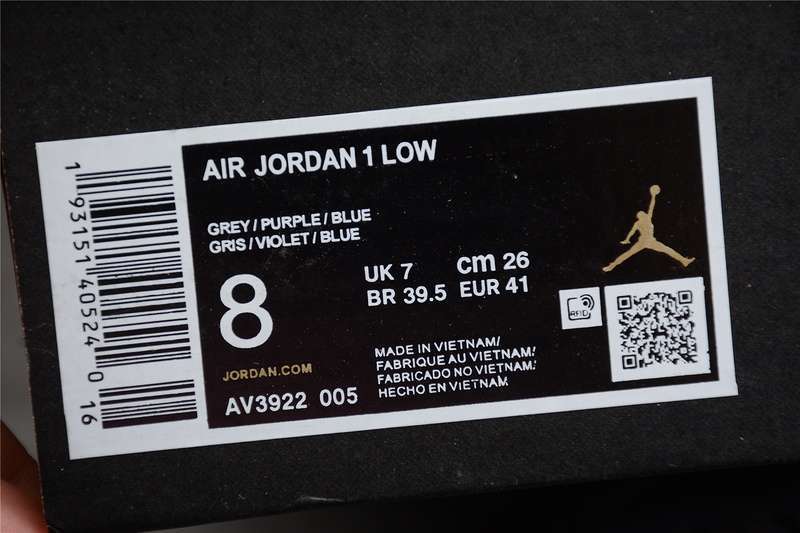 AIR JORDAN 1 LOW
GREY / PURPLE / BLUE
GRIS / VIOLET / BLUE
8
UK 7 cm 26
BR 39.5 EUR 41
RFID
JORDAN.COM
MADE IN VIETNAM/
FABRIQUE AU VIETNAM/
FABRICADO NO VIETNAM/
HECHO EN VIETNAM
AV3922 005
1 93151 40524 0 16